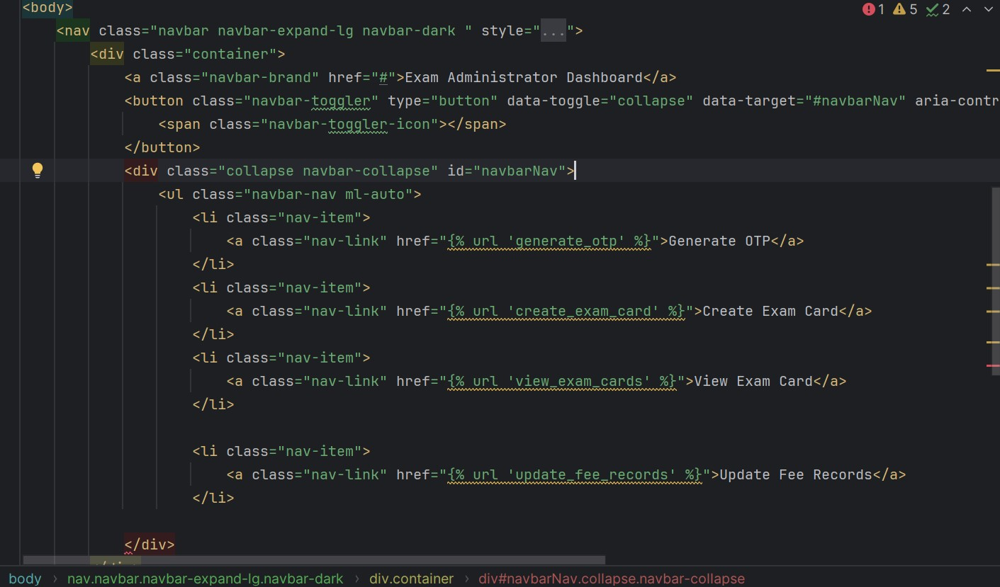 <body>
1 5 2
<nav class="navbar navbar-expand-lg navbar-dark " style="...">
<div class="container">
<a class="navbar-brand" href="#">Exam Administrator Dashboard</a>
<button class="navbar-toggler" type="button" data-toggle="collapse" data-target="#navbarNav" aria-contr
<span class="navbar-toggler-icon"></span>
</button>
<div class="collapse navbar-collapse" id="navbarNav">
<ul class="navbar-nav ml-auto">
<li class="nav-item">
<a class="nav-link" href="{% url 'generate_otp' %}">Generate OTP</a>
</li>
<li class="nav-item">
<a class="nav-link" href="{% url 'create_exam_card' %}">Create Exam Card</a>
</li>
<li class="nav-item">
<a class="nav-link" href="{% url 'view_exam_cards' %}">View Exam Card</a>
</li>
<li class="nav-item">
<a class="nav-link" href="{% url 'update_fee_records' %}">Update Fee Records</a>
</li>
</div>
body › nav.navbar.navbar-expand-lg.navbar-dark › div.container › div#navbarNav.collapse.navbar-collapse